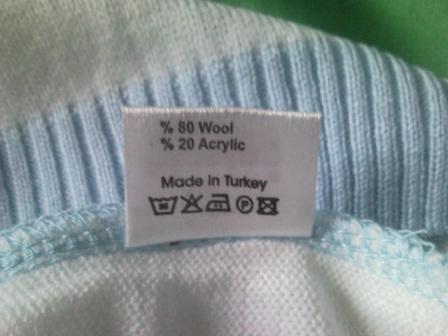 % 80 Wool
% 20 Acrylic
Made in Turkey